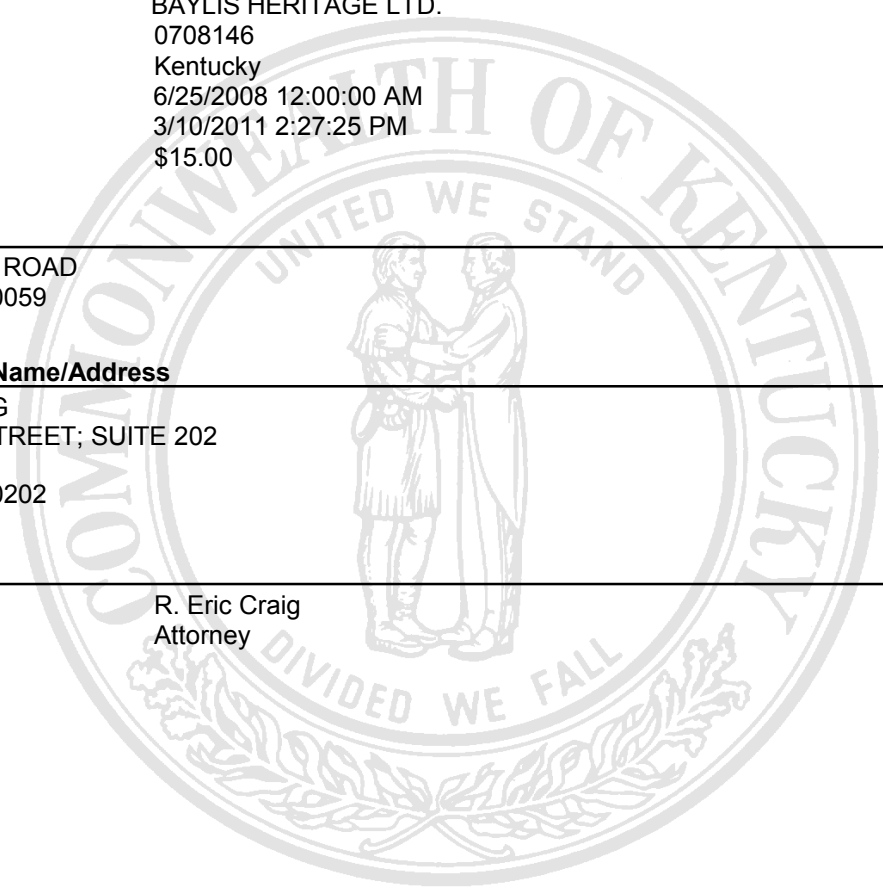 BAYLIS HERITAGE LTD.
0708146
Kentucky
6/25/2008 12:00:00 AM
3/10/2011 2:27:25 PM
$15.00
ROAD
0059
Name/Address
G
TREET; SUITE 202
0202
R. Eric Craig
Attorney
COMMONWEALTH OF KENTUCKY
UNITED WE STAND
DIVIDED WE FALL